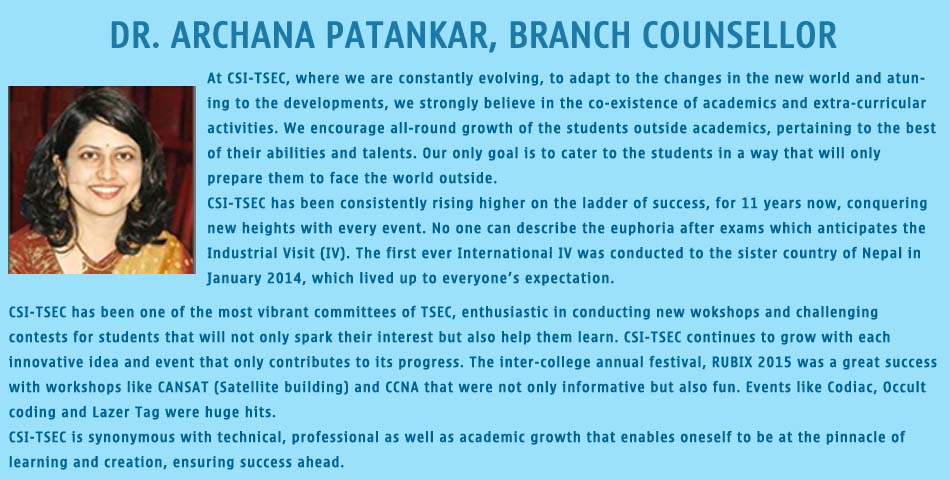 DR. ARCHANA PATANKAR, BRANCH COUNSELLOR
At CSI-TSEC, where we are constantly evolving, to adapt to the changes in the new world and atun-
ing to the developments, we strongly believe in the co-existence of academics and extra-curricular
activities. We encourage all-round growth of the students outside academics, pertaining to the best
of their abilities and talents. Our only goal is to cater to the students in a way that will only
prepare them to face the world outside.
CSI-TSEC has been consistently rising higher on the ladder of success, for 11 years now, conquering
new heights with every event. No one can describe the euphoria after exams which anticipates the
Industrial Visit (IV). The first ever International IV was conducted to the sister country of Nepal in
January 2014, which lived up to everyone's expectation.
CSI-TSEC has been one of the most vibrant committees of TSEC, enthusiastic in conducting new wokshops and challenging
contests for students that will not only spark their interest but also help them learn. CSI-TSEC continues to grow with each
innovative idea and event that only contributes to its progress. The inter-college annual festival, RUBIX 2015 was a great success
with workshops like CANSAT (Satellite building) and CCNA that were not only informative but also fun. Events like Codiac, Occult
coding and Lazer Tag were huge hits.
CSI-TSEC is synonymous with technical, professional as well as academic growth that enables oneself to be at the pinnacle of
learning and creation, ensuring success ahead.